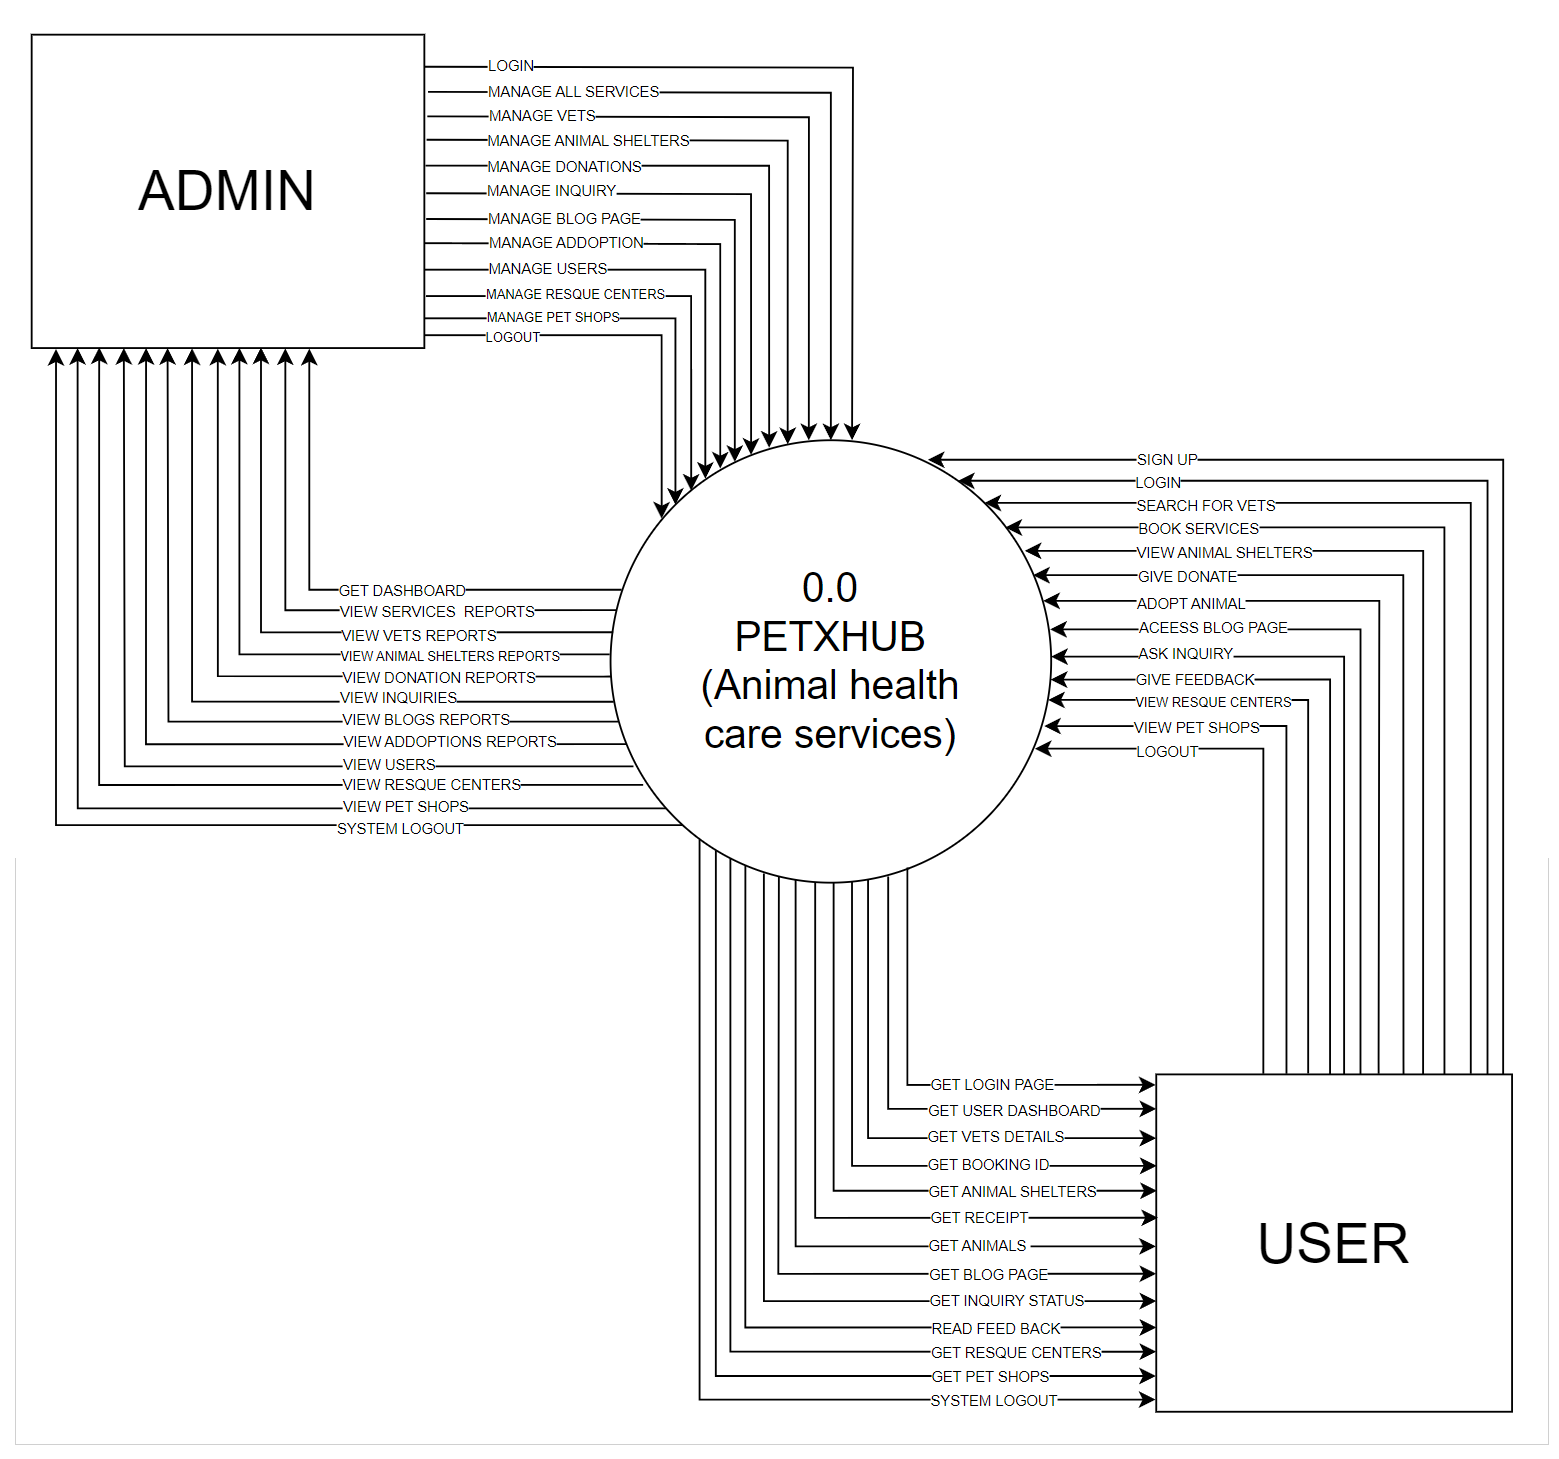 ADMIN
LOGIN
MANAGE ALL SERVICES
MANAGE VETS
MANAGE ANIMAL SHELTERS
MANAGE DONATIONS
MANAGE INQUIRY
MANAGE BLOG PAGE
MANAGE ADDOPTION
MANAGE USERS
MANAGE RESQUE CENTERS
MANAGE PET SHOPS
LOGOUT
GET DASHBOARD
VIEW SERVICES REPORTS
VIEW VETS REPORTS
VIEW ANIMAL SHELTERS REPORTS
VIEW DONATION REPORTS
VIEW INQUIRIES
VIEW BLOGS REPORTS
VIEW ADDOPTIONS REPORTS
VIEW USERS
VIEW RESQUE CENTERS
VIEW PET SHOPS
SYSTEM LOGOUT
0.0
PETXHUB
(Animal health
care services)
SIGN UP
LOGIN
SEARCH FOR VETS
BOOK SERVICES
VIEW ANIMAL SHELTERS
GIVE DONATE
ADOPT ANIMAL
ACEESS BLOG PAGE
ASK INQUIRY
GIVE FEEDBACK
VIEW RESQUE CENTERS
VIEW PET SHOPS
LOGOUT
GET LOGIN PAGE
GET USER DASHBOARD
GET VETS DETAILS
GET BOOKING ID
GET ANIMAL SHELTERS
GET RECEIPT
GET ANIMALS
GET BLOG PAGE
GET INQUIRY STATUS
READ FEED BACK
GET RESQUE CENTERS
GET PET SHOPS
SYSTEM LOGOUT
USER